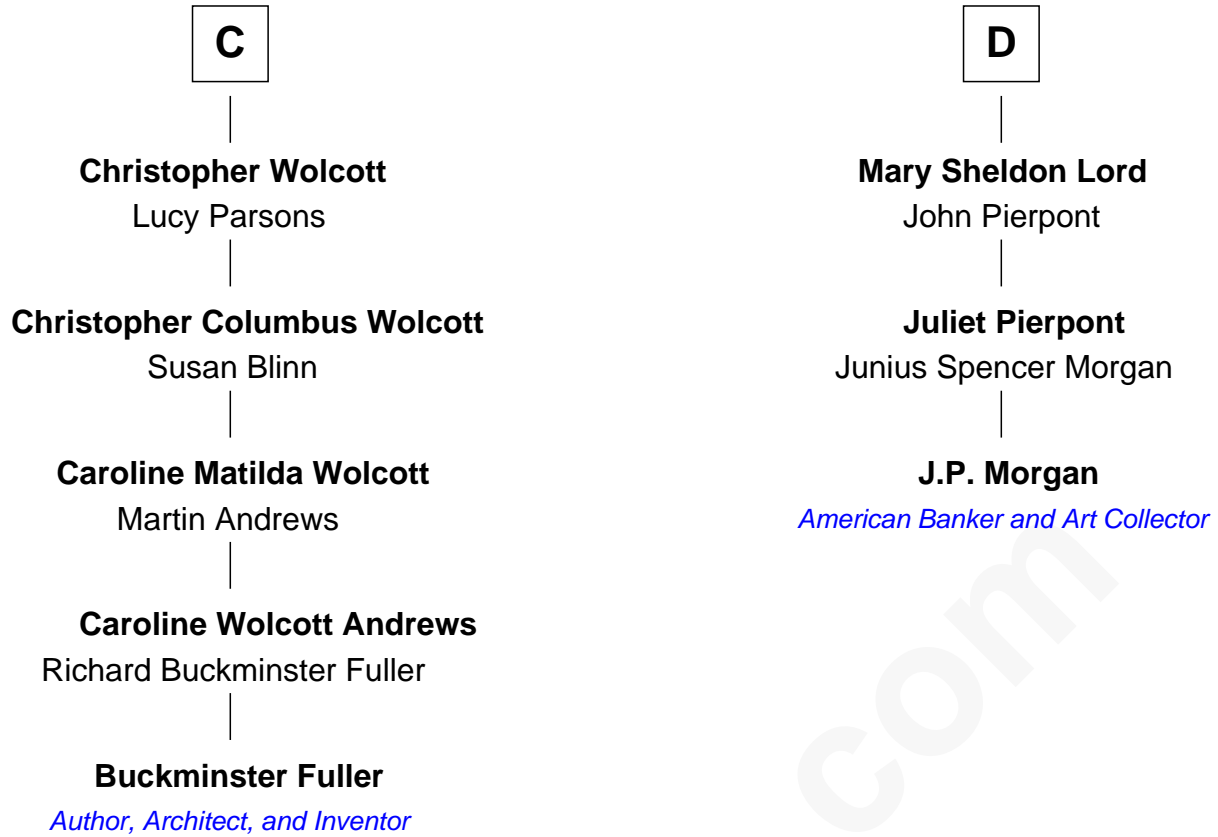 C
Christopher Wolcott
Lucy Parsons
Christopher Columbus Wolcott
Susan Blinn
Caroline Matilda Wolcott
Martin Andrews
Caroline Wolcott Andrews
Richard Buckminster Fuller
Buckminster Fuller
Author, Architect, and Inventor
D
Mary Sheldon Lord
John Pierpont
Juliet Pierpont
Junius Spencer Morgan
J.P. Morgan
American Banker and Art Collector
com